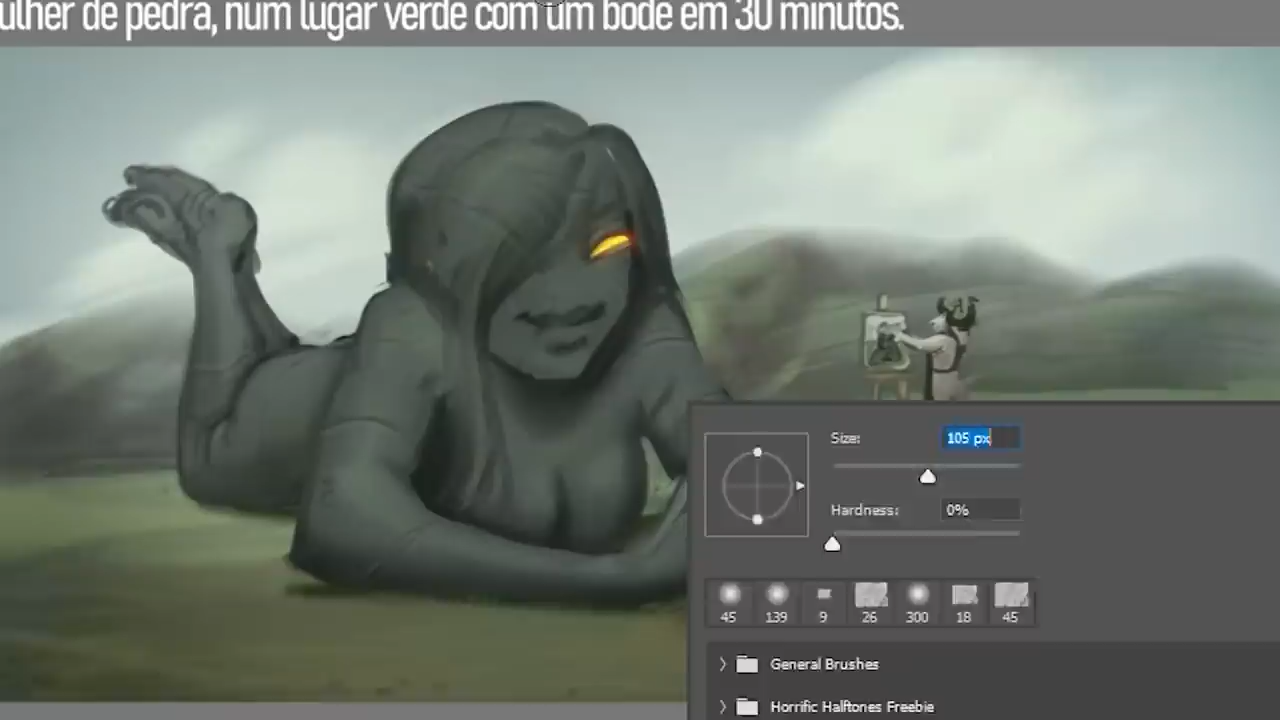 ulher de pedra, num lugar verde com um bode em 30 minutos.
Size: 105 px
Hardness: 0%
45 139 9 26 300 18 45
General Brushes
Horrific Halftones Freebie